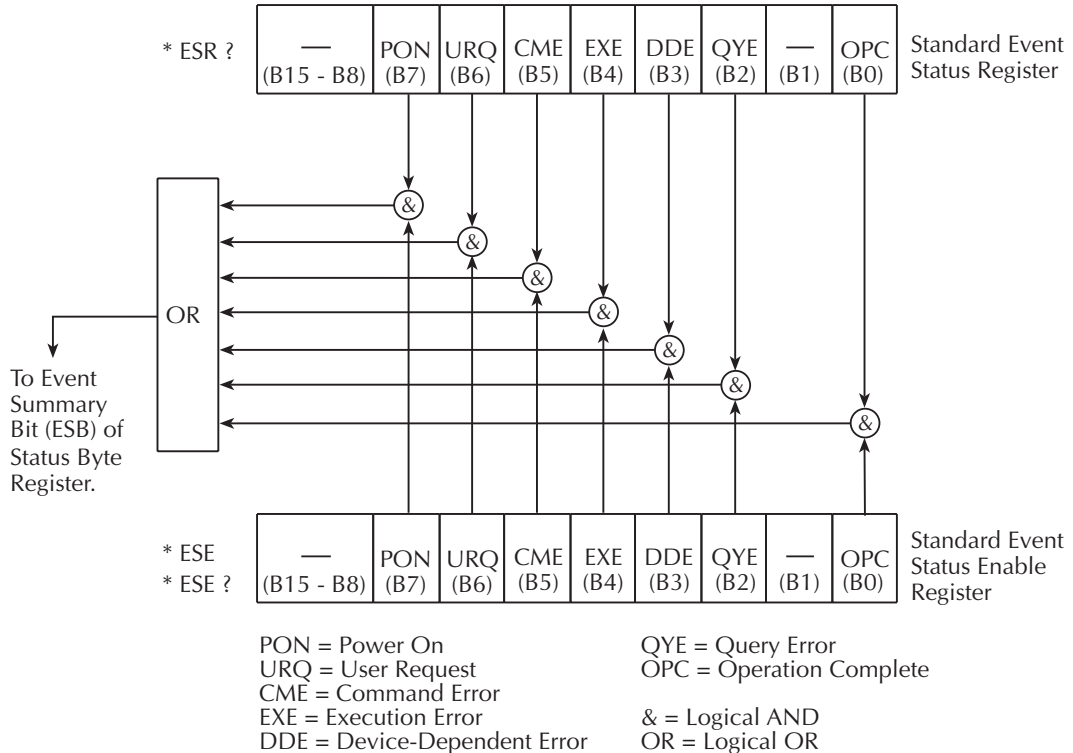 * ESR ?
— PON URQ CME EXE DDE QYE — OPC
(B15 - B8) (B7) (B6) (B5) (B4) (B3) (B2) (B1) (B0)
Standard Event
Status Register
&
&
&
&
&
&
&
OR
To Event
Summary
Bit (ESB) of
Status Byte
Register.
* ESE
* ESE ?
— PON URQ CME EXE DDE QYE — OPC
(B15 - B8) (B7) (B6) (B5) (B4) (B3) (B2) (B1) (B0)
Standard Event
Status Enable
Register
PON = Power On
URQ = User Request
CME = Command Error
EXE = Execution Error
DDE = Device-Dependent Error
QYE = Query Error
OPC = Operation Complete
& = Logical AND
OR = Logical OR